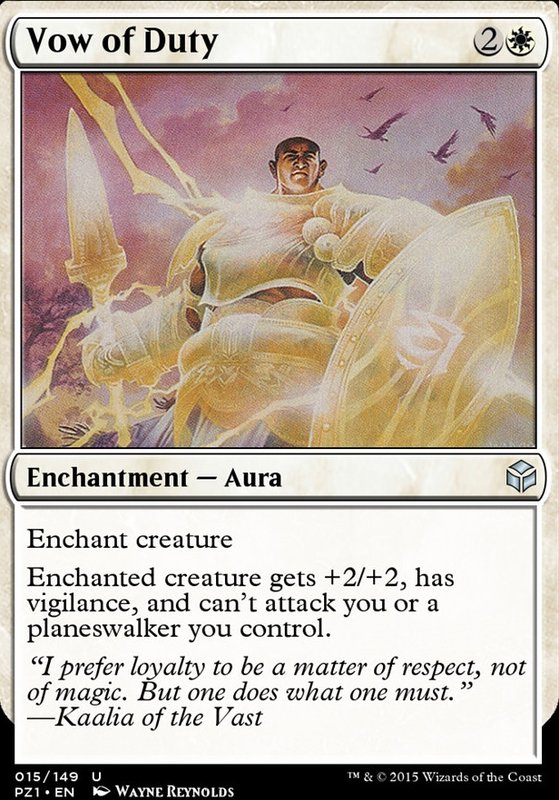 Vow of Duty 2
Enchantment — Aura
Enchant creature
Enchanted creature gets +2/+2, has
vigilance, and can't attack you or a
planeswalker you control.
“I prefer loyalty to be a matter of respect, not
of magic. But one does what one must.”
—Kaalia of the Vast
015/149 U
PZ1 • EN Wayne Reynolds
™ & © 2015 Wizards of the Coast